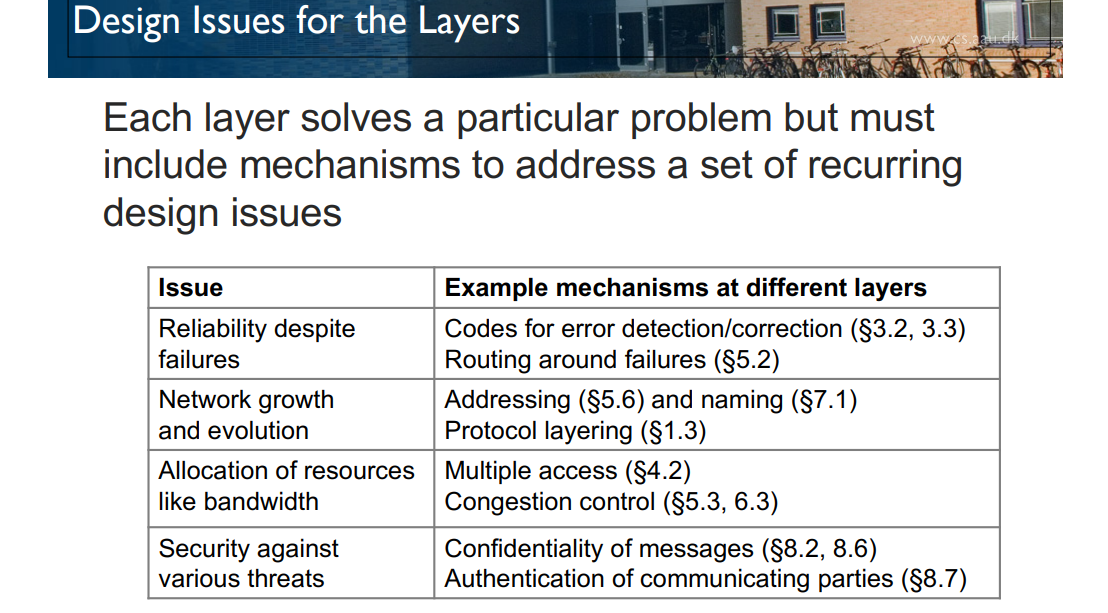 Design Issues for the Layers
www.cs.aau.dk
Each layer solves a particular problem but must
include mechanisms to address a set of recurring
design issues
Issue
Example mechanisms at different layers
Reliability despite
failures
Codes for error detection/correction (§3.2, 3.3)
Routing around failures (§5.2)
Network growth
and evolution
Addressing (§5.6) and naming (§7.1)
Protocol layering (§1.3)
Allocation of resources
like bandwidth
Multiple access (§4.2)
Congestion control (§5.3, 6.3)
Security against
various threats
Confidentiality of messages (§8.2, 8.6)
Authentication of communicating parties (§8.7)